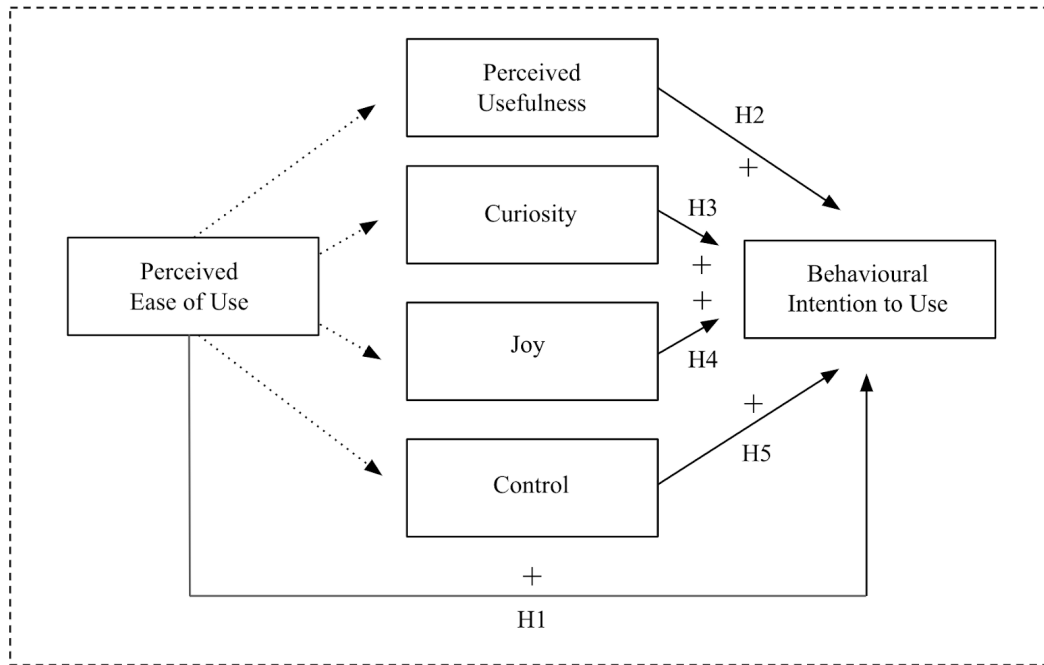 Perceived
Usefulness
H2
+
Curiosity
H3
+
Perceived
Ease of Use
Behavioural
Intention to Use
+
Joy
H4
+
Control
H5
+
H1